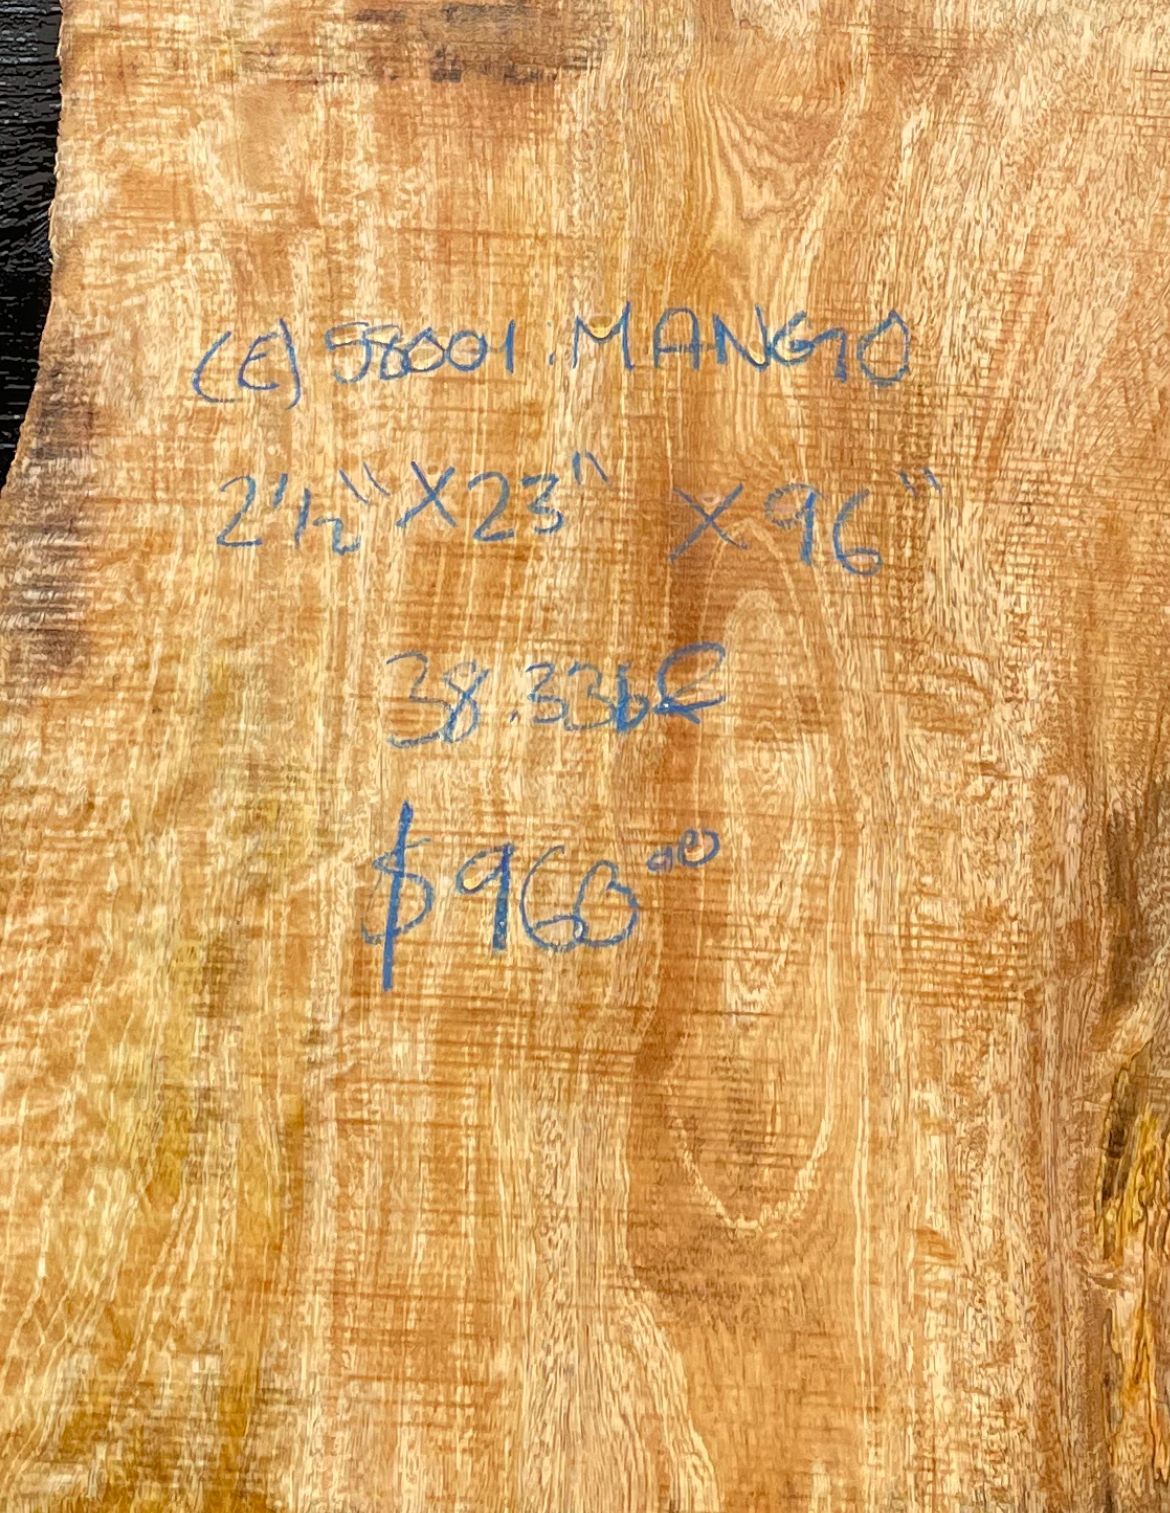 (E) 58001 : MANGO
2 1/2" X 23" X 96"
38.33bf
$960.00